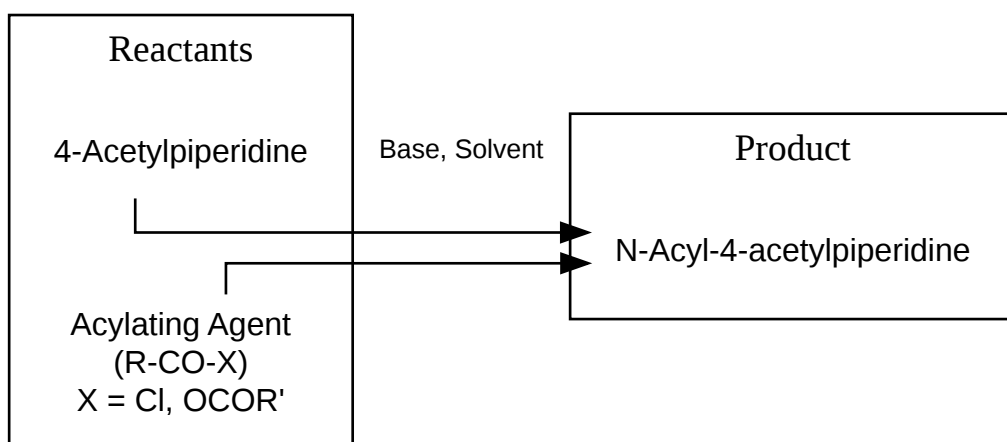 Reactants
4-Acetylpiperidine
Acylating Agent
(R-CO-X)
X = Cl, OCOR'
Base, Solvent
Product
N-Acyl-4-acetylpiperidine